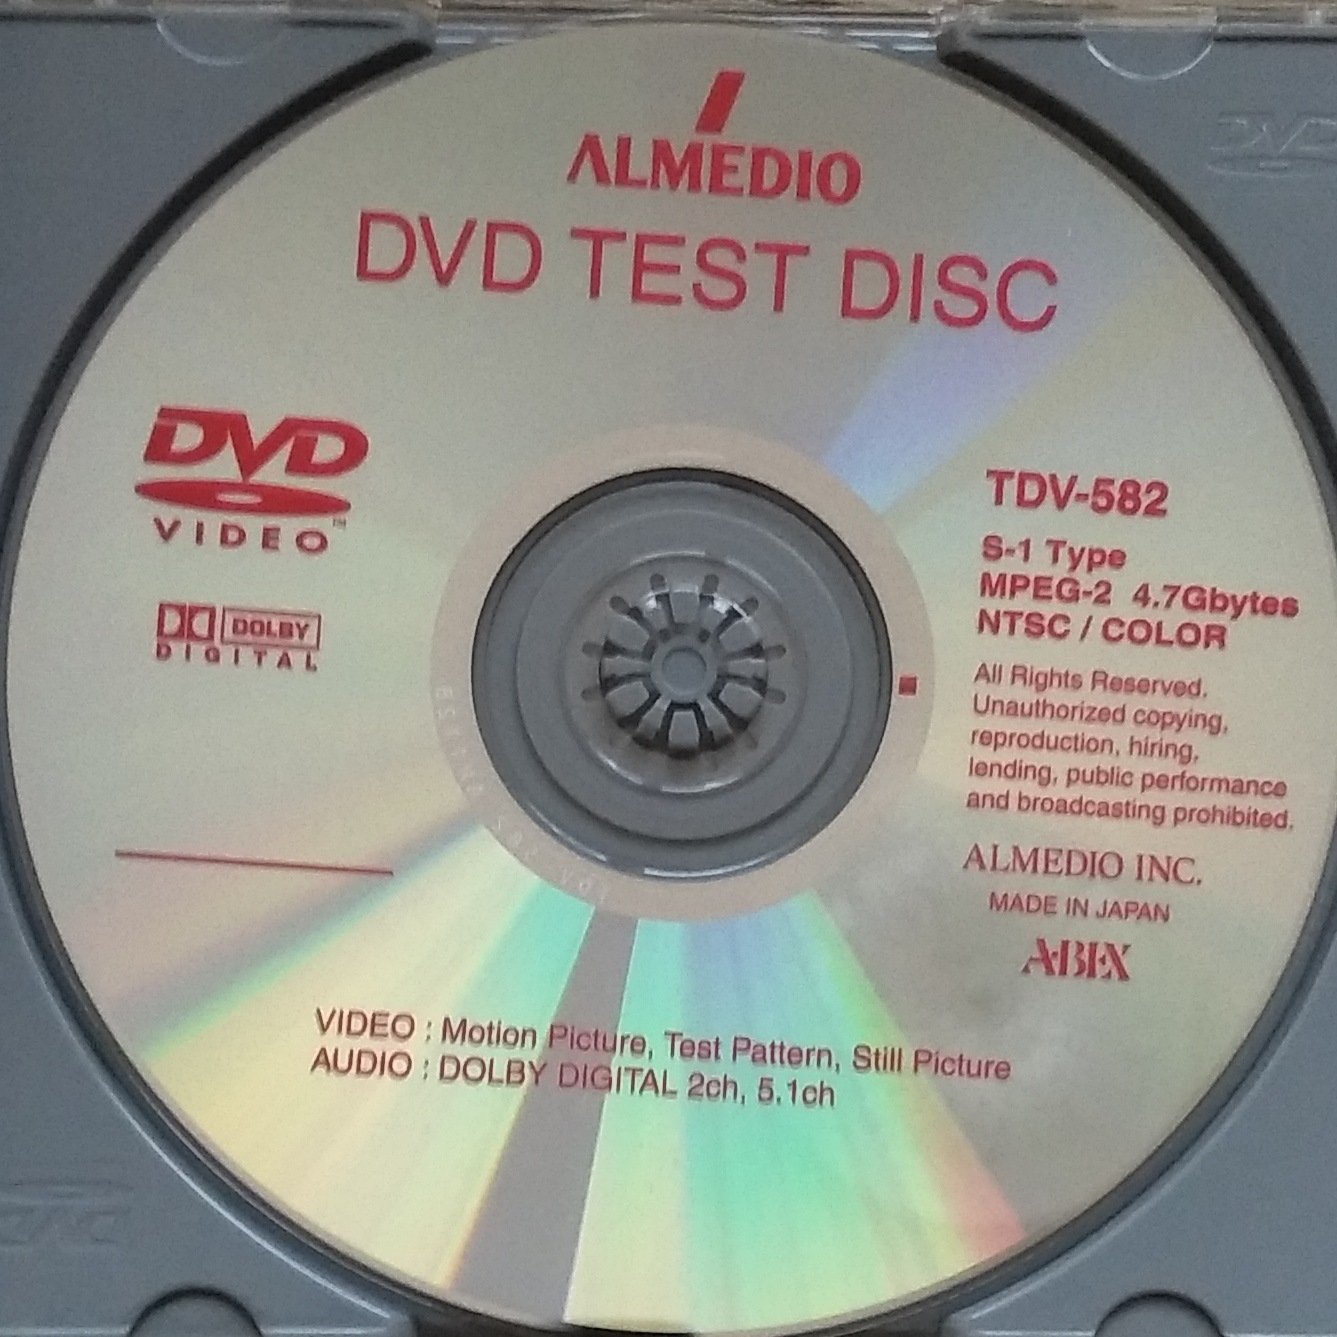 ALMEDIO
DVD TEST DISC
DVD
VIDEO™
DOLBY
DIGITAL
TDV-582
S-1 Type
MPEG-2 4.7Gbytes
NTSC / COLOR
All Rights Reserved.
Unauthorized copying,
reproduction, hiring,
lending, public performance
and broadcasting prohibited.
ALMEDIO INC.
MADE IN JAPAN
ABEX
VIDEO : Motion Picture, Test Pattern, Still Picture
AUDIO : DOLBY DIGITAL 2ch, 5.1ch
DVD